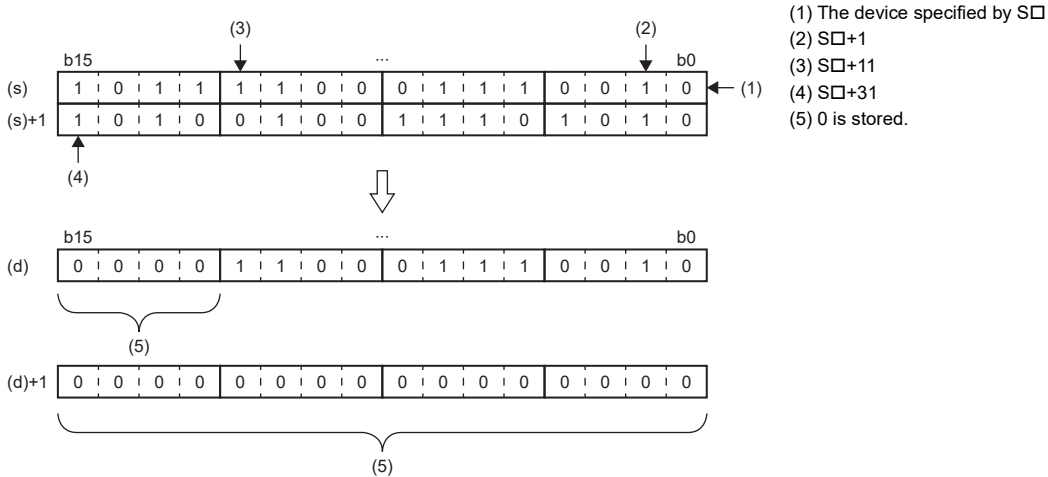 (1) The device specified by S□
(3) (2) (2) S□+1
b15 ... b0 (3) S□+11
(s) 1 0 1 1 1 1 0 0 0 1 1 1 0 0 1 0 (1) (4) S□+31
(s)+1 1 0 1 0 0 1 0 0 1 1 1 0 1 0 1 0 (5) 0 is stored.
(4)
b15 ... b0
(d) 0 0 0 0 1 1 0 0 0 1 1 1 0 0 1 0
(5)
(d)+1 0 0 0 0 0 0 0 0 0 0 0 0 0 0 0 0
(5)